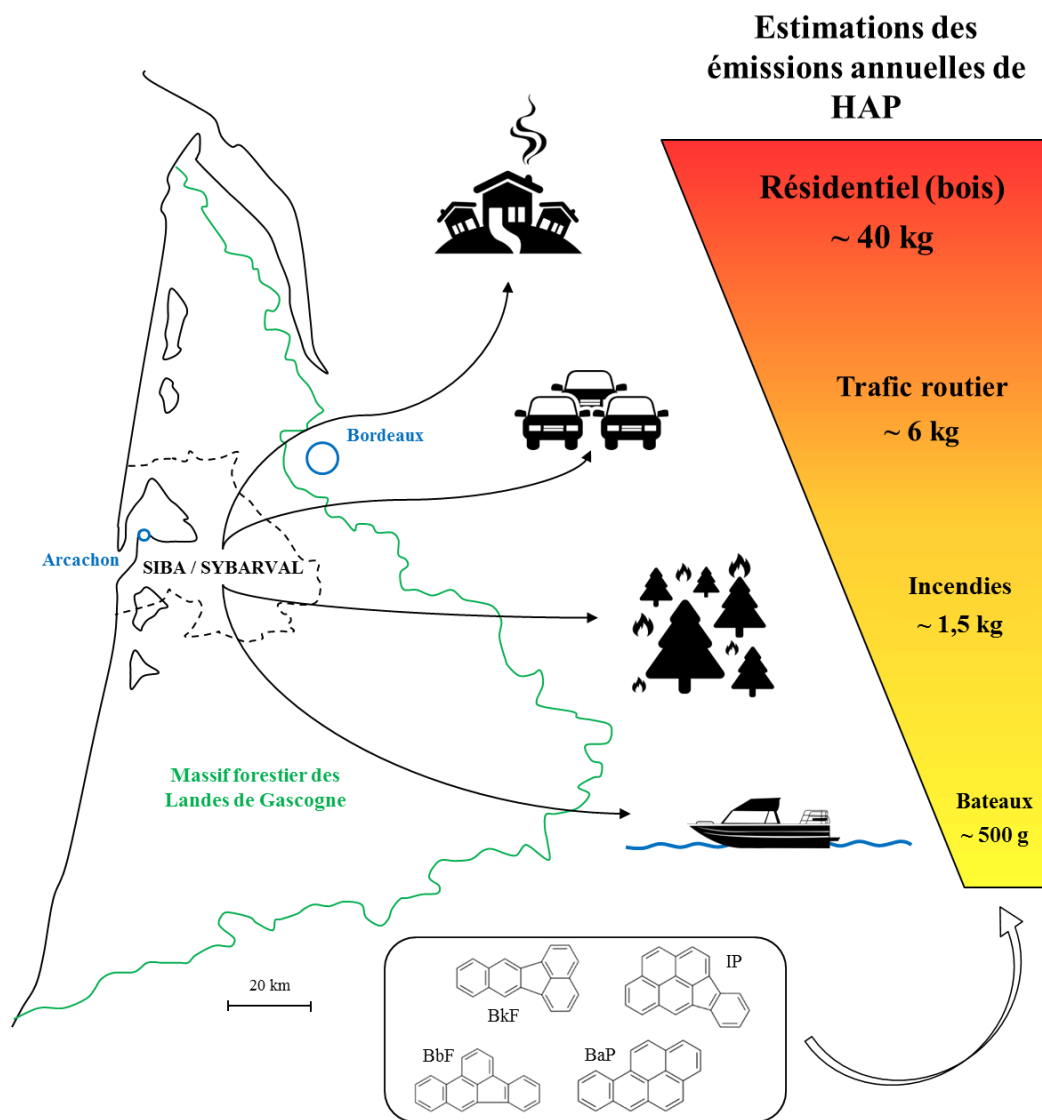 Estimations des
émissions annuelles de
HAP
Résidentiel (bois)
~ 40 kg
Trafic routier
~ 6 kg
Bordeaux
Arcachon
SIBA / SYBARVAL
Incendies
~ 1,5 kg
Massif forestier des
Landes de Gascogne
Bateaux
~ 500 g
20 km
BkF
IP
BbF
BaP